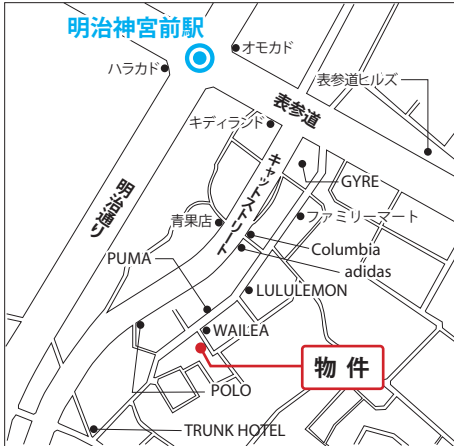 明治神宮前駅
オモカド
ハラカド
表参道ヒルズ
表参道
キディランド
キャットストリート
GYRE
明治通り
青果店
ファミリーマート
Columbia
adidas
PUMA
LULULEMON
WAILEA
物件
POLO
TRUNK HOTEL